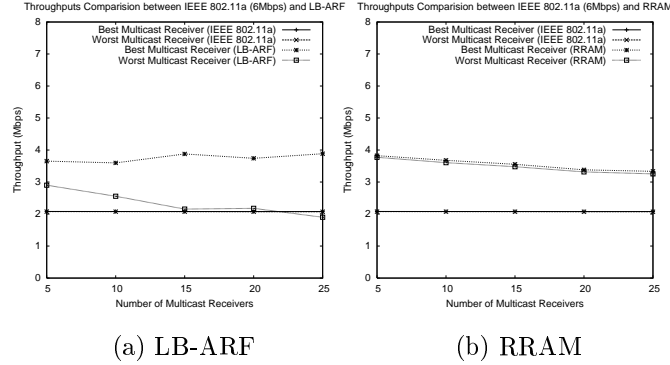 Throughputs Comparision between IEEE 802.11a (6Mbps) and LB-ARF
8
7
6
5
4
3
2
1
0
Throughput (Mbps)
Best Multicast Receiver (IEEE 802.11a)
Worst Multicast Receiver (IEEE 802.11a)
Best Multicast Receiver (LB-ARF)
Worst Multicast Receiver (LB-ARF)
5 10 15 20 25
Number of Multicast Receivers
(a) LB-ARF
Throughputs Comparision between IEEE 802.11a (6Mbps) and RRAM
8
7
6
5
4
3
2
1
0
Throughput (Mbps)
Best Multicast Receiver (IEEE 802.11a)
Worst Multicast Receiver (IEEE 802.11a)
Best Multicast Receiver (RRAM)
Worst Multicast Receiver (RRAM)
5 10 15 20 25
Number of Multicast Receivers
(b) RRAM